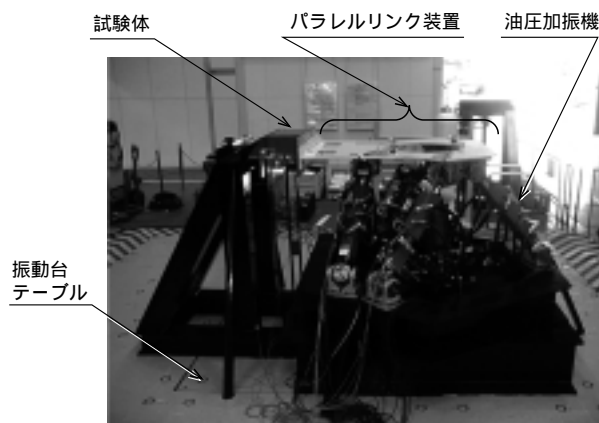 試験体
パラレルリンク装置
油圧加振機
振動台
テーブル